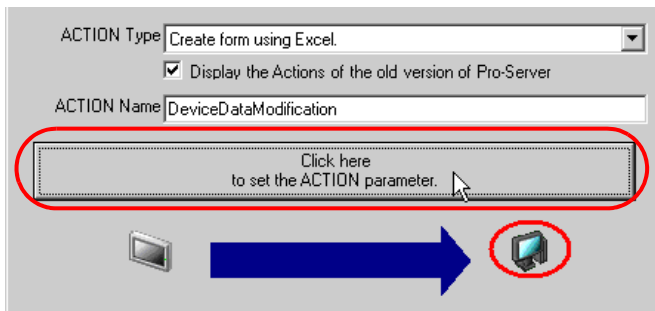 ACTION Type Create form using Excel.
Display the Actions of the old version of Pro-Server
ACTION Name DeviceDataModification
Click here
to set the ACTION parameter.